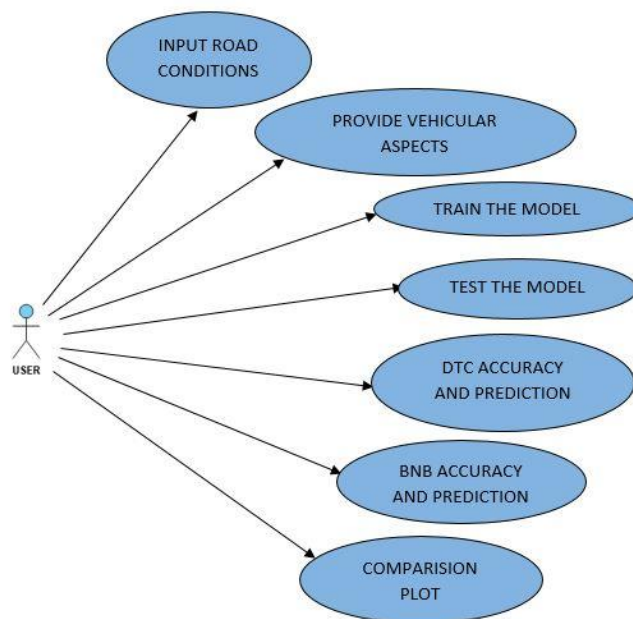 INPUT ROAD
CONDITIONS
PROVIDE VEHICULAR
ASPECTS
TRAIN THE MODEL
TEST THE MODEL
USER
DTC ACCURACY
AND PREDICTION
BNB ACCURACY
AND PREDICTION
COMPARISION
PLOT